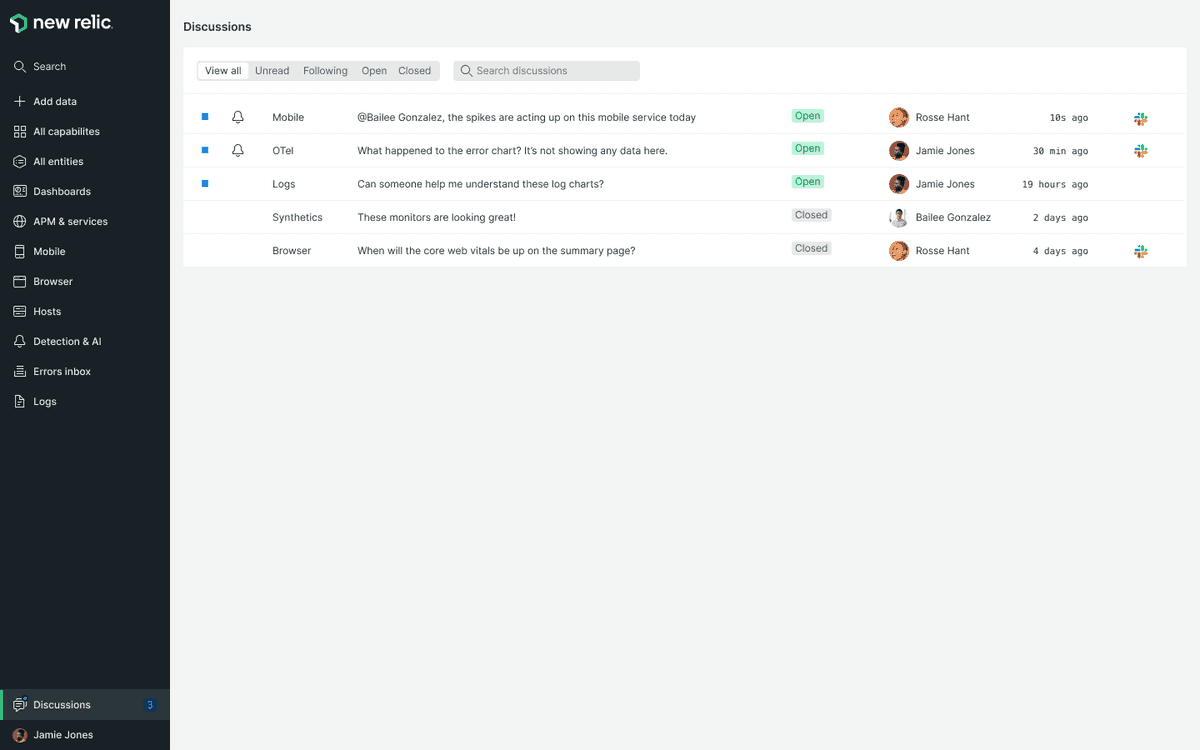 new relic.
Search
Add data
All capabilites
All entities
Dashboards
APM & services
Mobile
Browser
Hosts
Detection & AI
Errors inbox
Logs
Discussions 3
Jamie Jones
Discussions
View all Unread Following Open Closed Search discussions
Mobile @Bailee Gonzalez, the spikes are acting up on this mobile service today Open Rosse Hant 10s ago
OTel What happened to the error chart? It's not showing any data here. Open Jamie Jones 30 min ago
Logs Can someone help me understand these log charts? Open Jamie Jones 19 hours ago
Synthetics These monitors are looking great! Closed Bailee Gonzalez 2 days ago
Browser When will the core web vitals be up on the summary page? Closed Rosse Hant 4 days ago